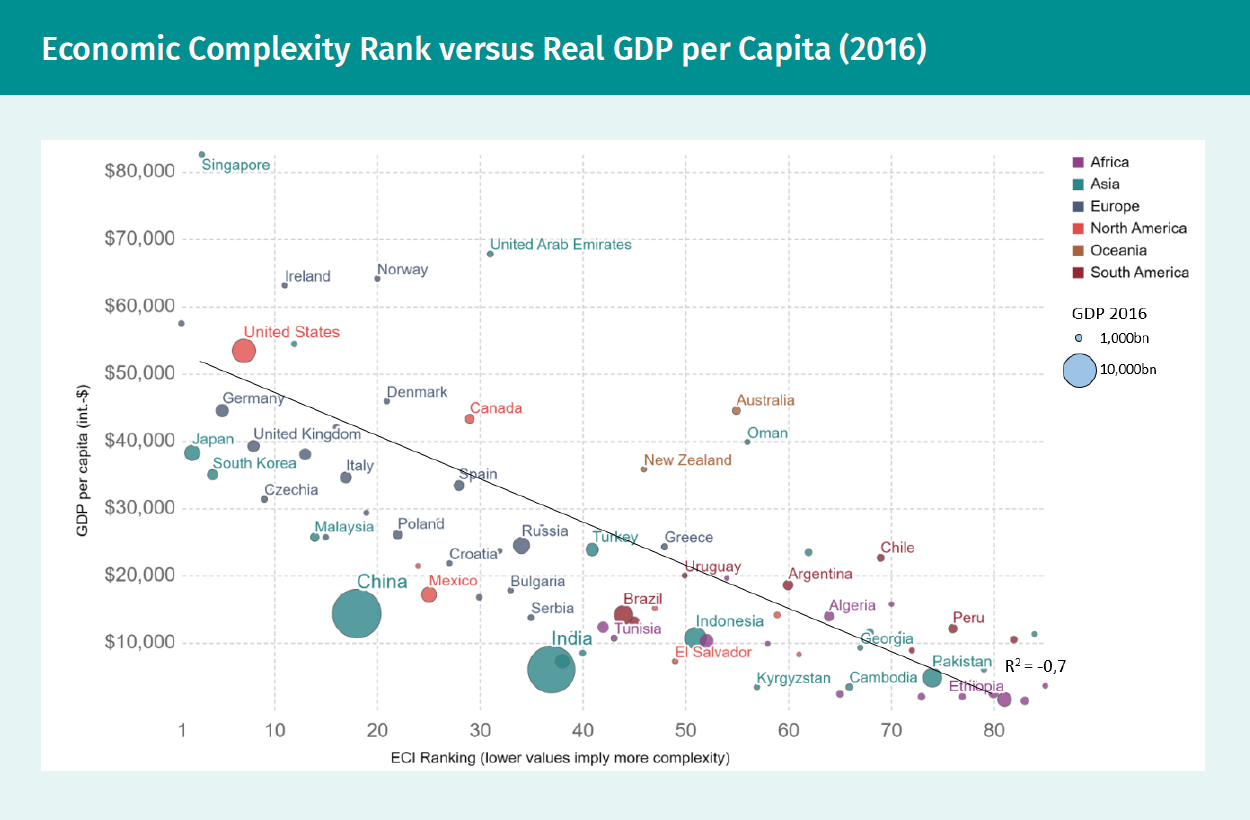 Economic Complexity Rank versus Real GDP per Capita (2016)
Singapore
$80,000
$70,000
$60,000
$50,000
$40,000
$30,000
$20,000
$10,000
GDP per capita (int.-$)
United Arab Emirates
Norway
Ireland
United States
Denmark
Germany
Canada
Australia
United Kingdom
Japan
Oman
South Korea
Italy
New Zealand
Spain
Czechia
Malaysia
Poland
Russia
Turkey
Greece
Croatia
Chile
China
Mexico
Bulgaria
Uruguay
Argentina
Serbia
Brazil
Algeria
Tunisia
Indonesia
Peru
India
Georgia
El Salvador
Pakistan
R² = -0,7
Kyrgyzstan
Cambodia
Ethiopia
1
10
20
30
40
50
60
70
80
ECI Ranking (lower values imply more complexity)
Africa
Asia
Europe
North America
Oceania
South America
GDP 2016
1,000bn
10,000bn